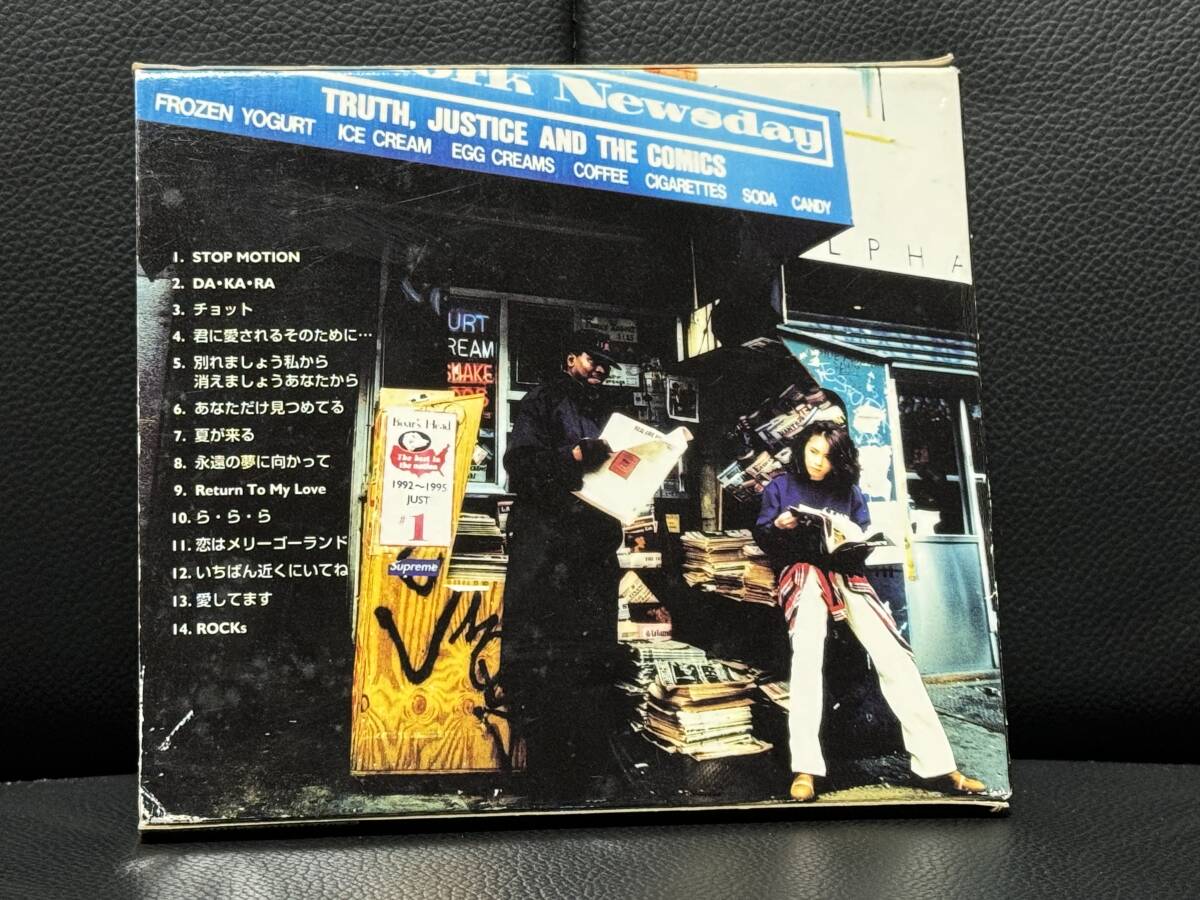 ork Newsday
TRUTH, JUSTICE AND THE COMICS
FROZEN YOGURT ICE CREAM EGG CREAMS COFFEE CIGARETTES SODA CANDY
LPHA
1. STOP MOTION
2. DA・KA・RA
3. チョット
4. 君に愛されるそのために…
5. 別れましょう私から
消えましょうあなたから
6. あなただけ見つめてる
7. 夏が来る
8. 永遠の夢に向かって
9. Return To My Love
10. ら・ら・ら
11. 恋はメリーゴーランド
12. いちばん近くにいてね
13. 愛してます
14. ROCKs
URT
REAM
SHAKE
Boar's Head
The best in
the nation
1992～1995
JUST
#1
Supreme